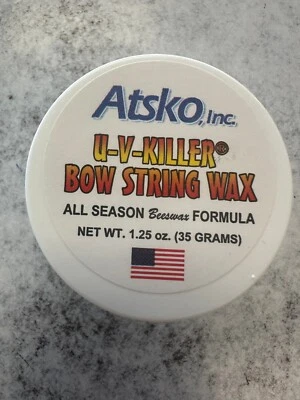 Atsko, Inc.
U-V-KILLER®
BOW STRING WAX
ALL SEASON Beeswax FORMULA
NET WT. 1.25 oz. (35 GRAMS)